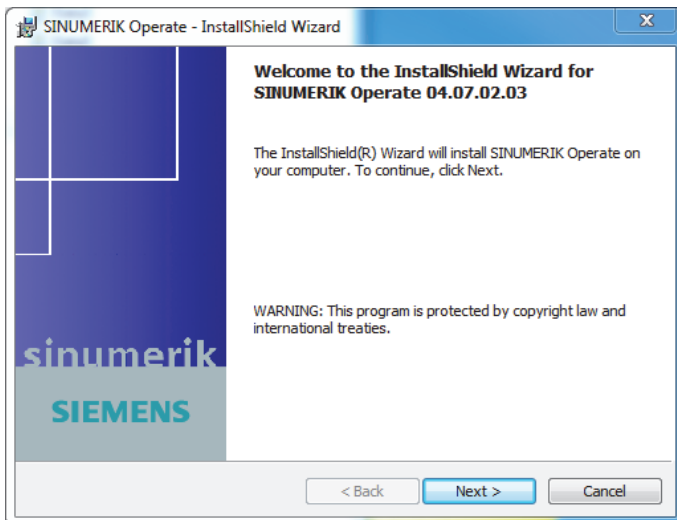 SINUMERIK Operate - InstallShield Wizard
X
Welcome to the InstallShield Wizard for
SINUMERIK Operate 04.07.02.03
The InstallShield(R) Wizard will install SINUMERIK Operate on
your computer. To continue, click Next.
WARNING: This program is protected by copyright law and
international treaties.
sinumerik
SIEMENS
< Back
Next >
Cancel